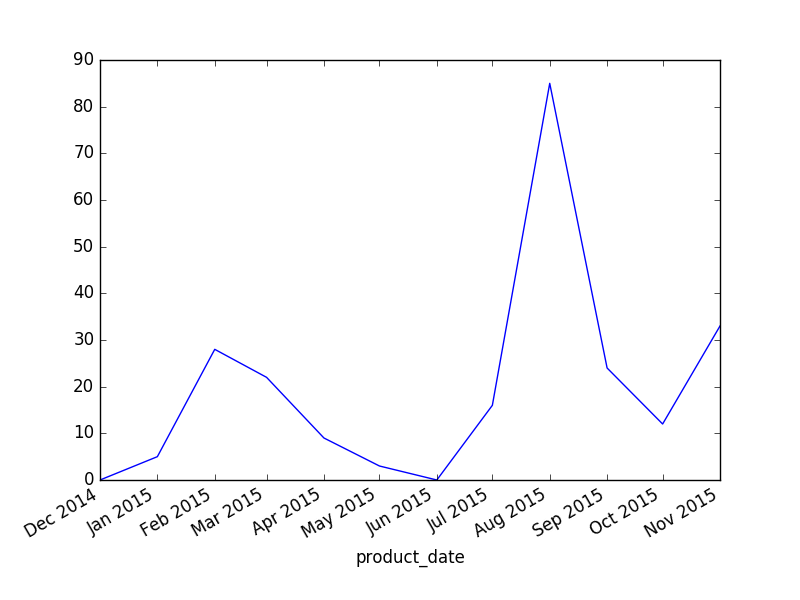 90
80
70
60
50
40
30
20
10
0
Dec 2014
Jan 2015
Feb 2015
Mar 2015
Apr 2015
May 2015
Jun 2015
Jul 2015
Aug 2015
Sep 2015
Oct 2015
Nov 2015
product_date